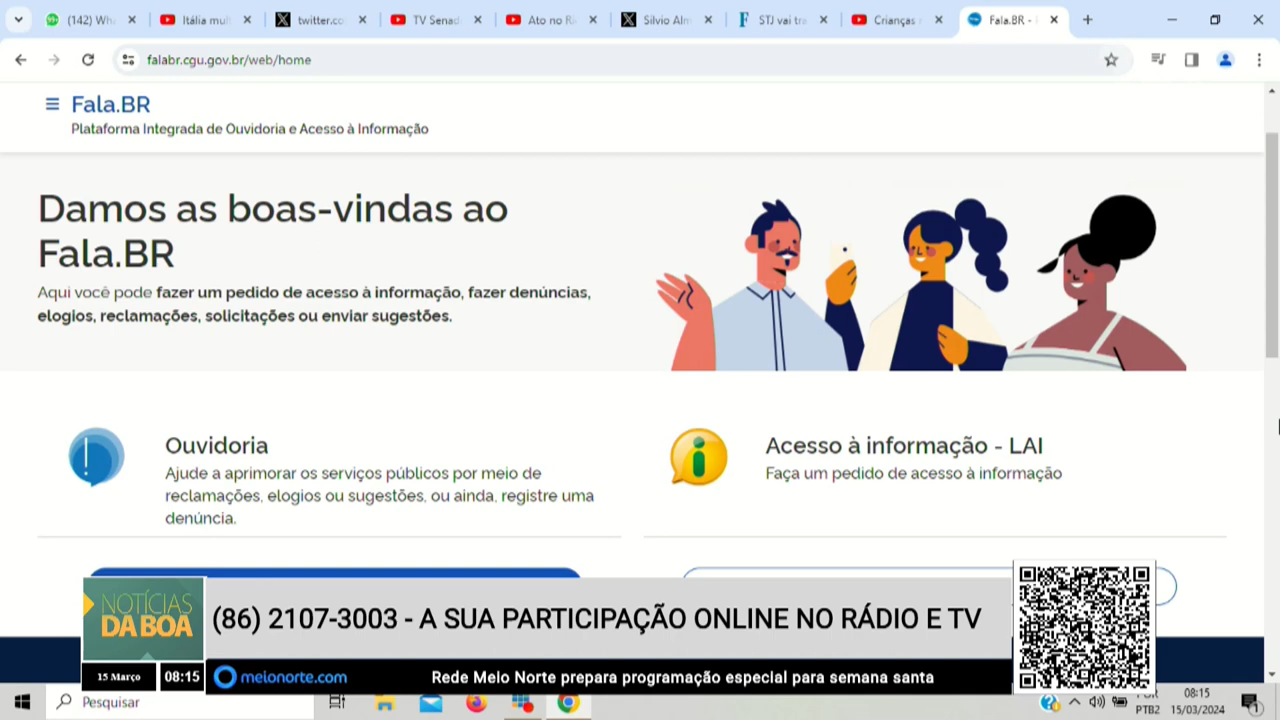 (142) Wha
Itália mul
twitter.co
TV Senad
Ato no Ri
Silvio Alm
STJ vai tra
Crianças
Fala.BR -
falabr.cgu.gov.br/web/home
Fala.BR
Plataforma Integrada de Ouvidoria e Acesso à Informação
Damos as boas-vindas ao
Fala.BR
Aqui você pode fazer um pedido de acesso à informação, fazer denúncias,
elogios, reclamações, solicitações ou enviar sugestões.
Ouvidoria
Ajude a aprimorar os serviços públicos por meio de
reclamações, elogios ou sugestões, ou ainda, registre uma
denúncia.
Acesso à informação - LAI
Faça um pedido de acesso à informação
NOTÍCIAS
DA BOA
(86) 2107-3003 - A SUA PARTICIPAÇÃO ONLINE NO RÁDIO E TV
15 Março
08:15
meionorte.com
Rede Meio Norte prepara programação especial para semana santa
Pesquisar
POR
PTB2
08:15
15/03/2024
1